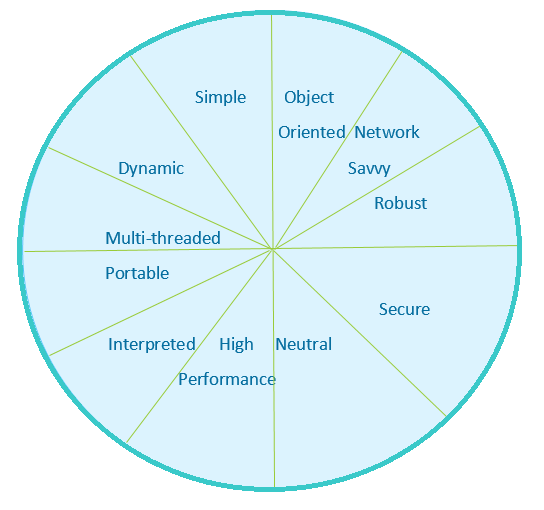 Simple
Object
Oriented
Network
Savvy
Robust
Secure
Neutral
High
Performance
Interpreted
Portable
Multi-threaded
Dynamic